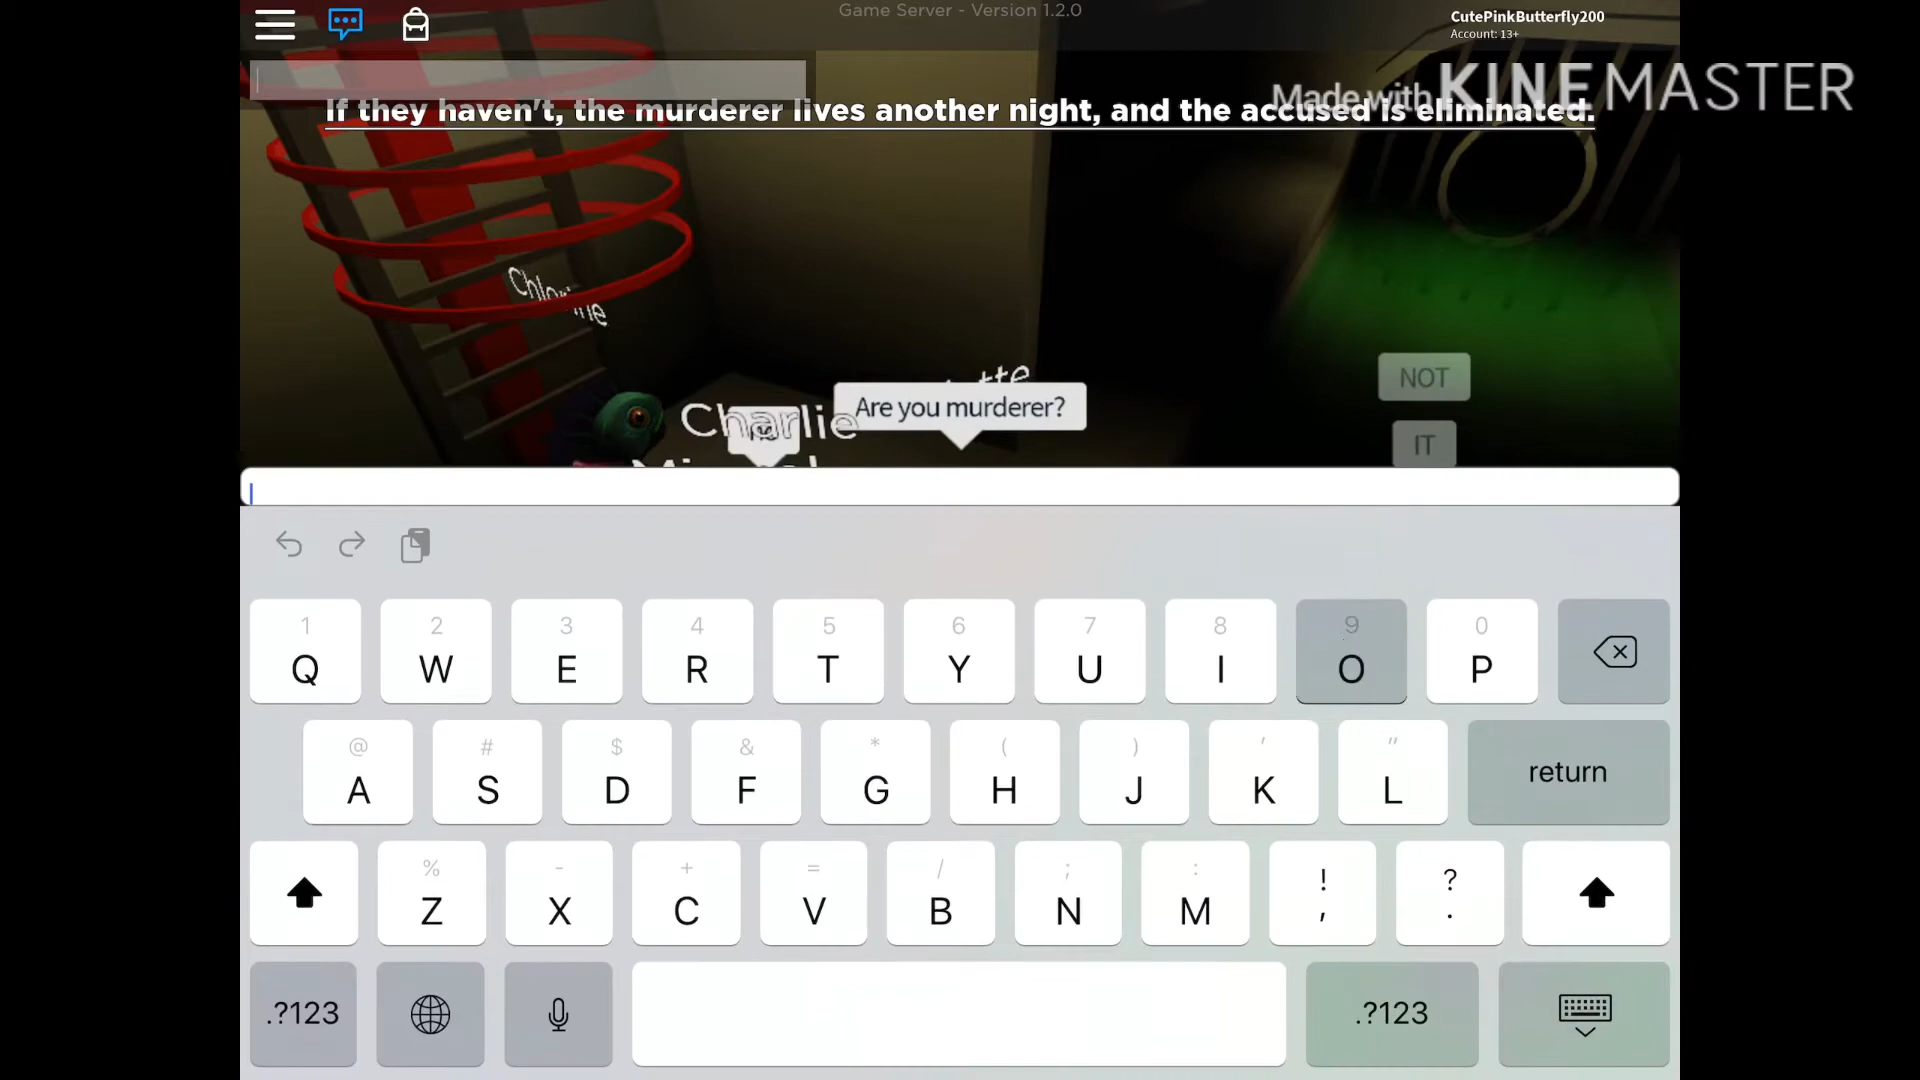 Game Server - Version 1.2.0
CutePinkButterfly200
Account: 13+
Made with KINEMASTER
If they haven't, the murderer lives another night, and the accused is eliminated.
NOT
Are you murderer?
Charlie
IT
1 2 3 4 5 6 7 8 9 0
Q W E R T Y U I O P
@ # $ & * ( ) ' "
A S D F G H J K L return
% - + = / ; : ! ?
Z X C V B N M , .
.?123 .?123